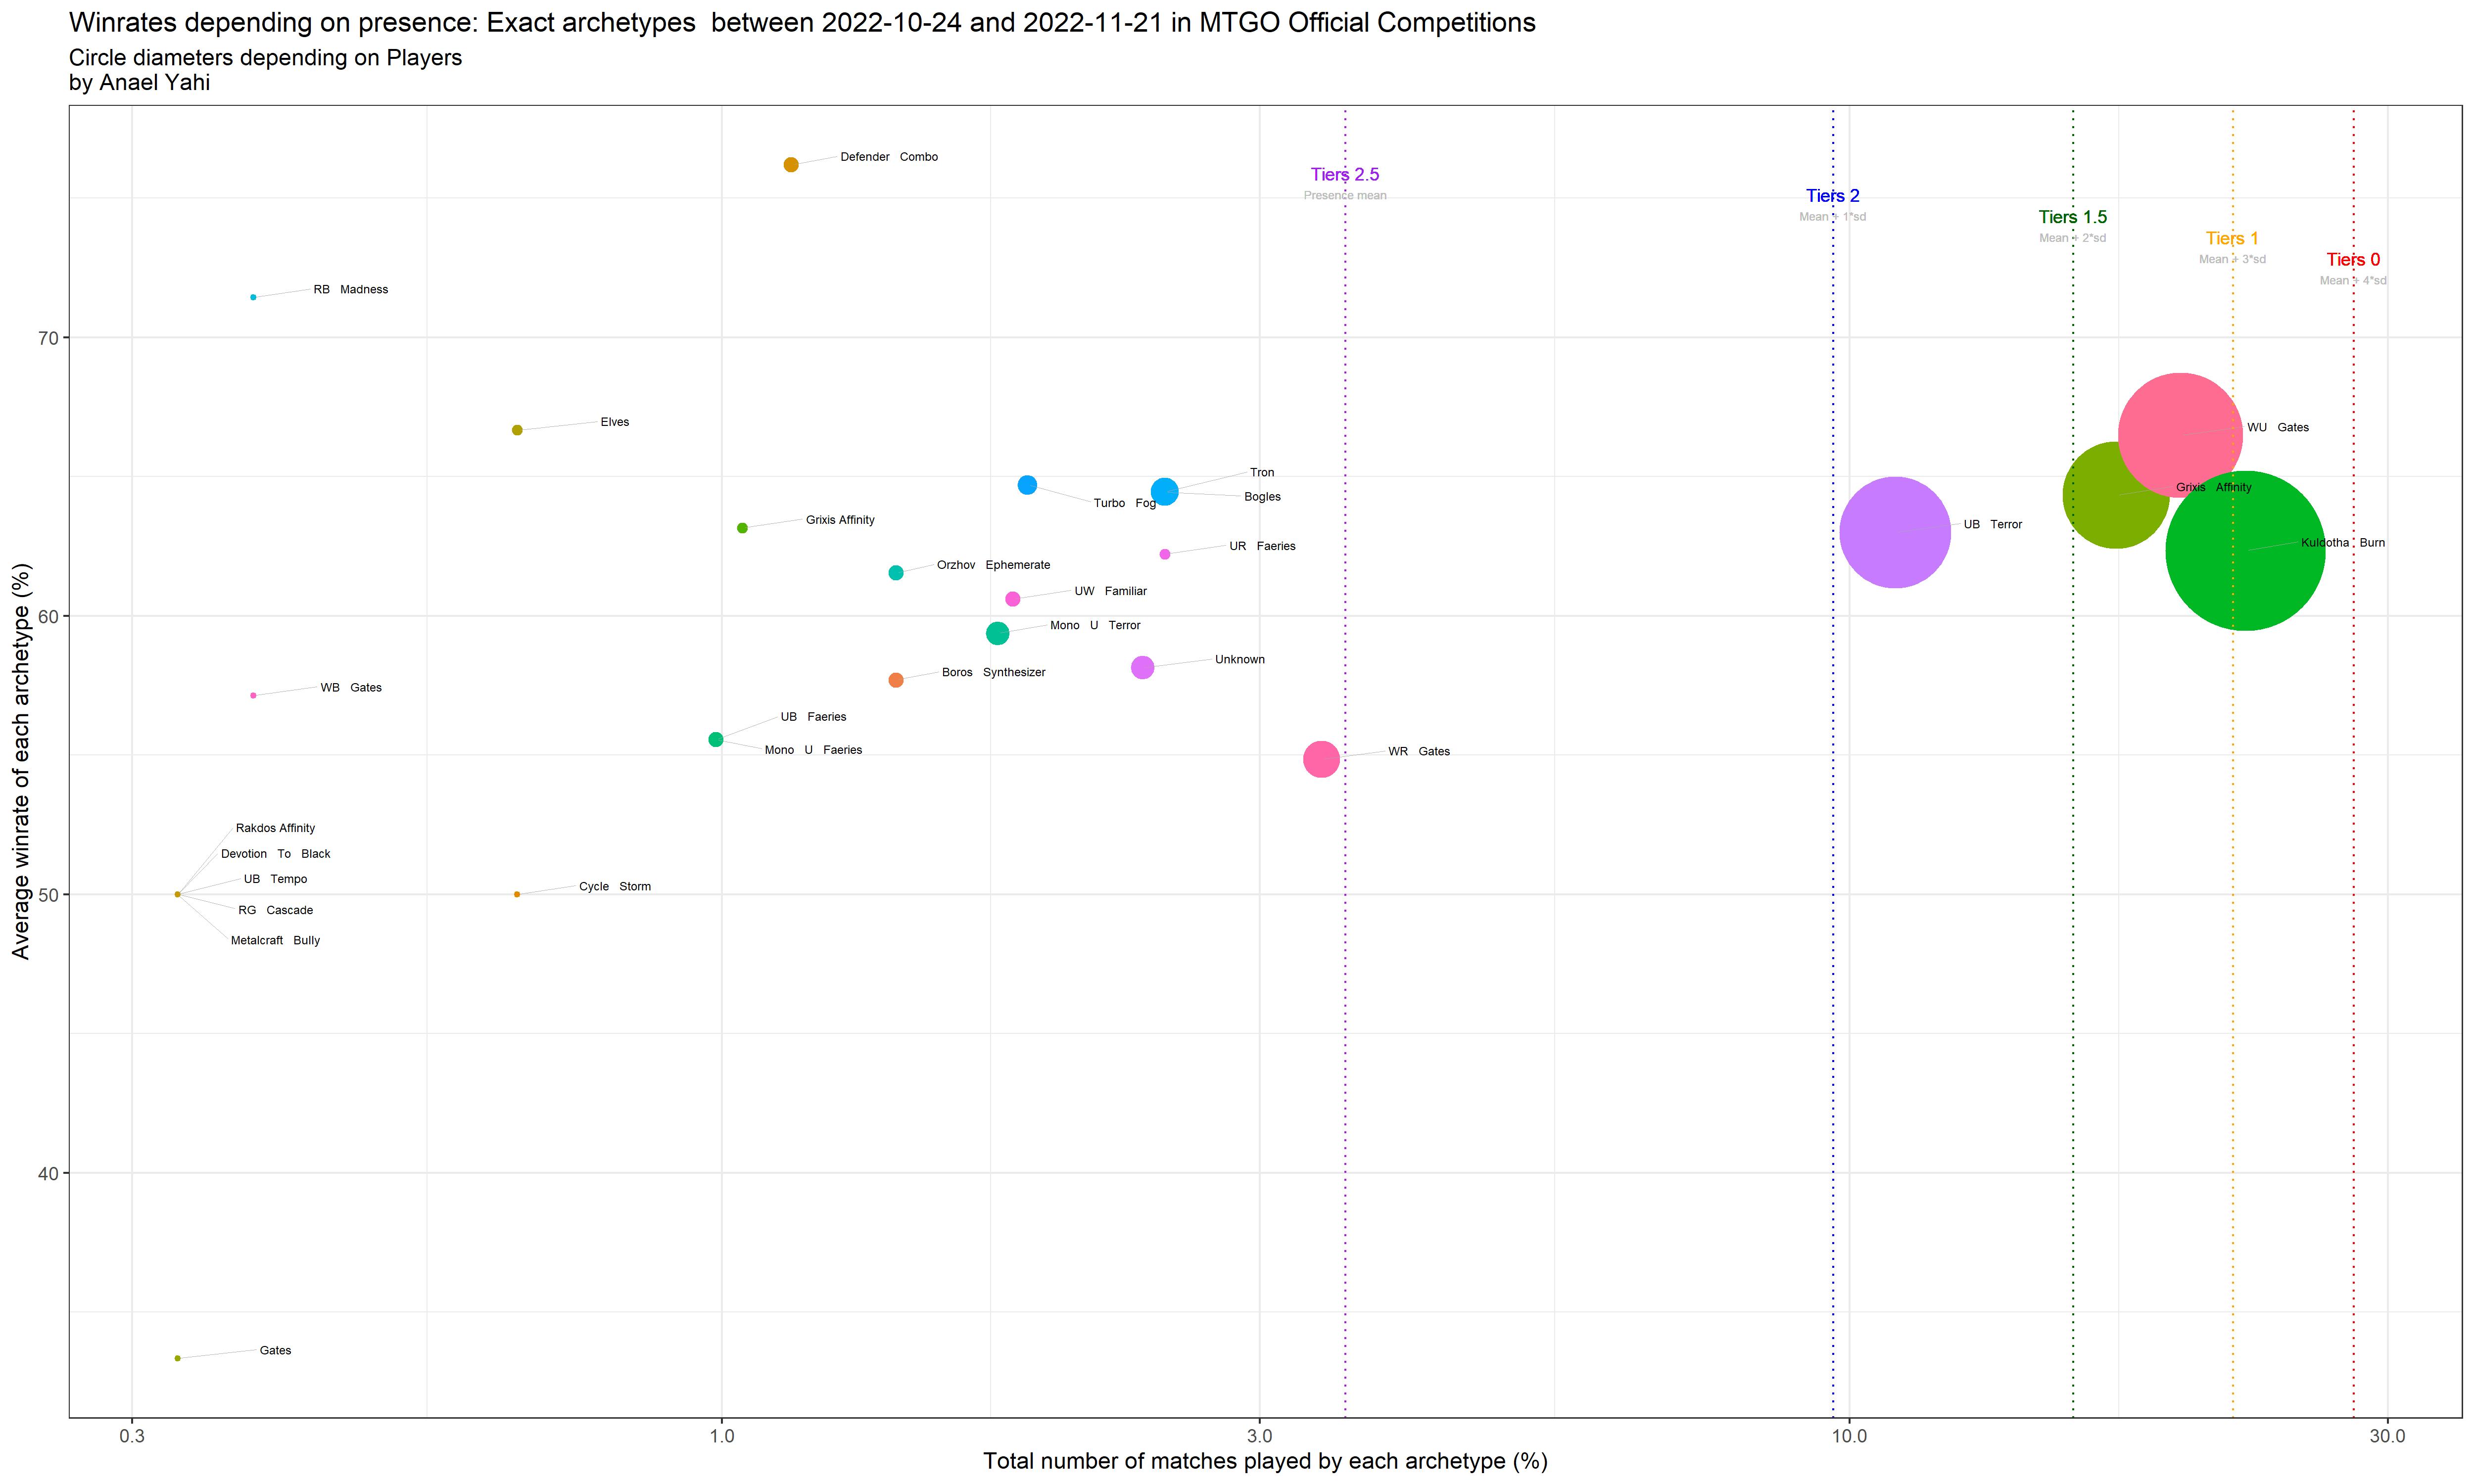 Winrates depending on presence: Exact archetypes  between 2022-10-24 and 2022-11-21 in MTGO Official Competitions
Circle diameters depending on Players
by Anael Yahi
Defender Combo
Tiers 2.5
Presence mean
Tiers 2
Mean + 1*sd
Tiers 1.5
Mean + 2*sd
Tiers 1
Mean + 3*sd
Tiers 0
Mean + 4*sd
RB Madness
70
Elves
WU Gates
Tron
Bogles
Turbo Fog
Grixis Affinity
Grixis Affinity
UB Terror
Kuldotha Burn
UR Faeries
Orzhov Ephemerate
UW Familiar
60
Mono U Terror
Unknown
Boros Synthesizer
WB Gates
UB Faeries
Mono U Faeries
WR Gates
Rakdos Affinity
Devotion To Black
UB Tempo
RG Cascade
Metalcraft Bully
Cycle Storm
50
40
Gates
Average winrate of each archetype (%)
0.3
1.0
3.0
10.0
30.0
Total number of matches played by each archetype (%)